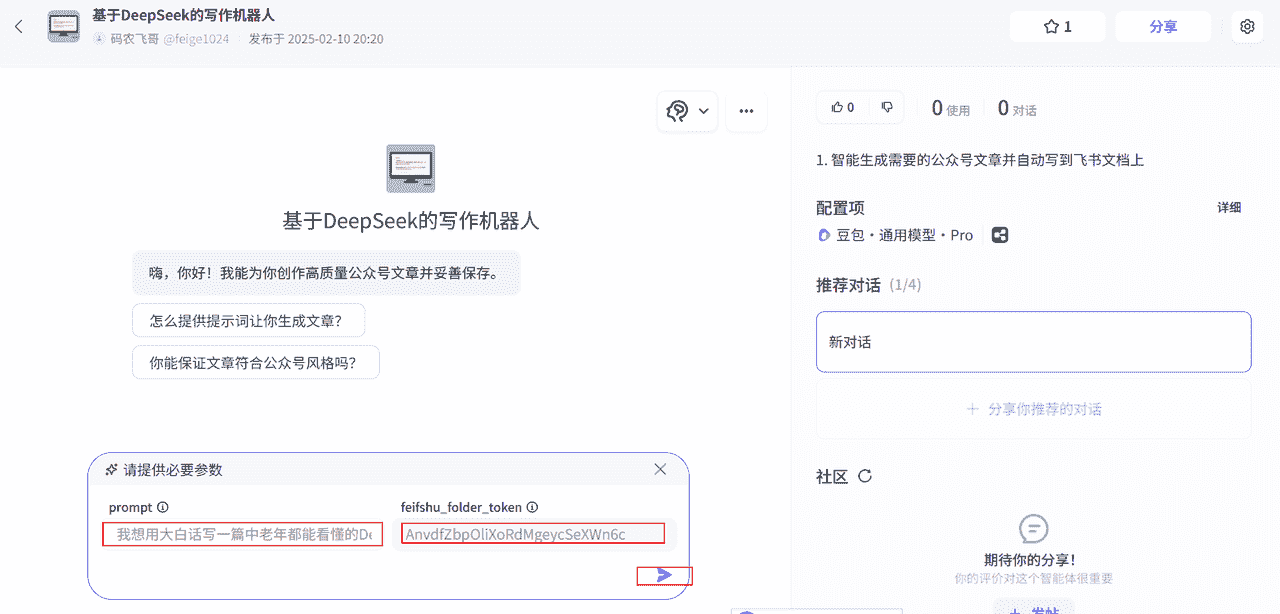 基于DeepSeek的写作机器人
码农飞哥 @feige1024 发布于 2025-02-10 20:20
1
分享
0
0 使用
0 对话
1. 智能生成需要的公众号文章并自动写到飞书文档上
配置项
详细
豆包·通用模型·Pro
推荐对话 (1/4)
新对话
+ 分享你推荐的对话
社区
期待你的分享！
你的评价对这个智能体很重要
+ 发帖
基于DeepSeek的写作机器人
嗨，你好！我能为你创作高质量公众号文章并妥善保存。
怎么提供提示词让你生成文章？
你能保证文章符合公众号风格吗？
请提供必要参数
prompt
feifshu_folder_token
我想用大白话写一篇中老年都能看懂的De
AnvdfZbpOliXoRdMgeycSeXWn6c